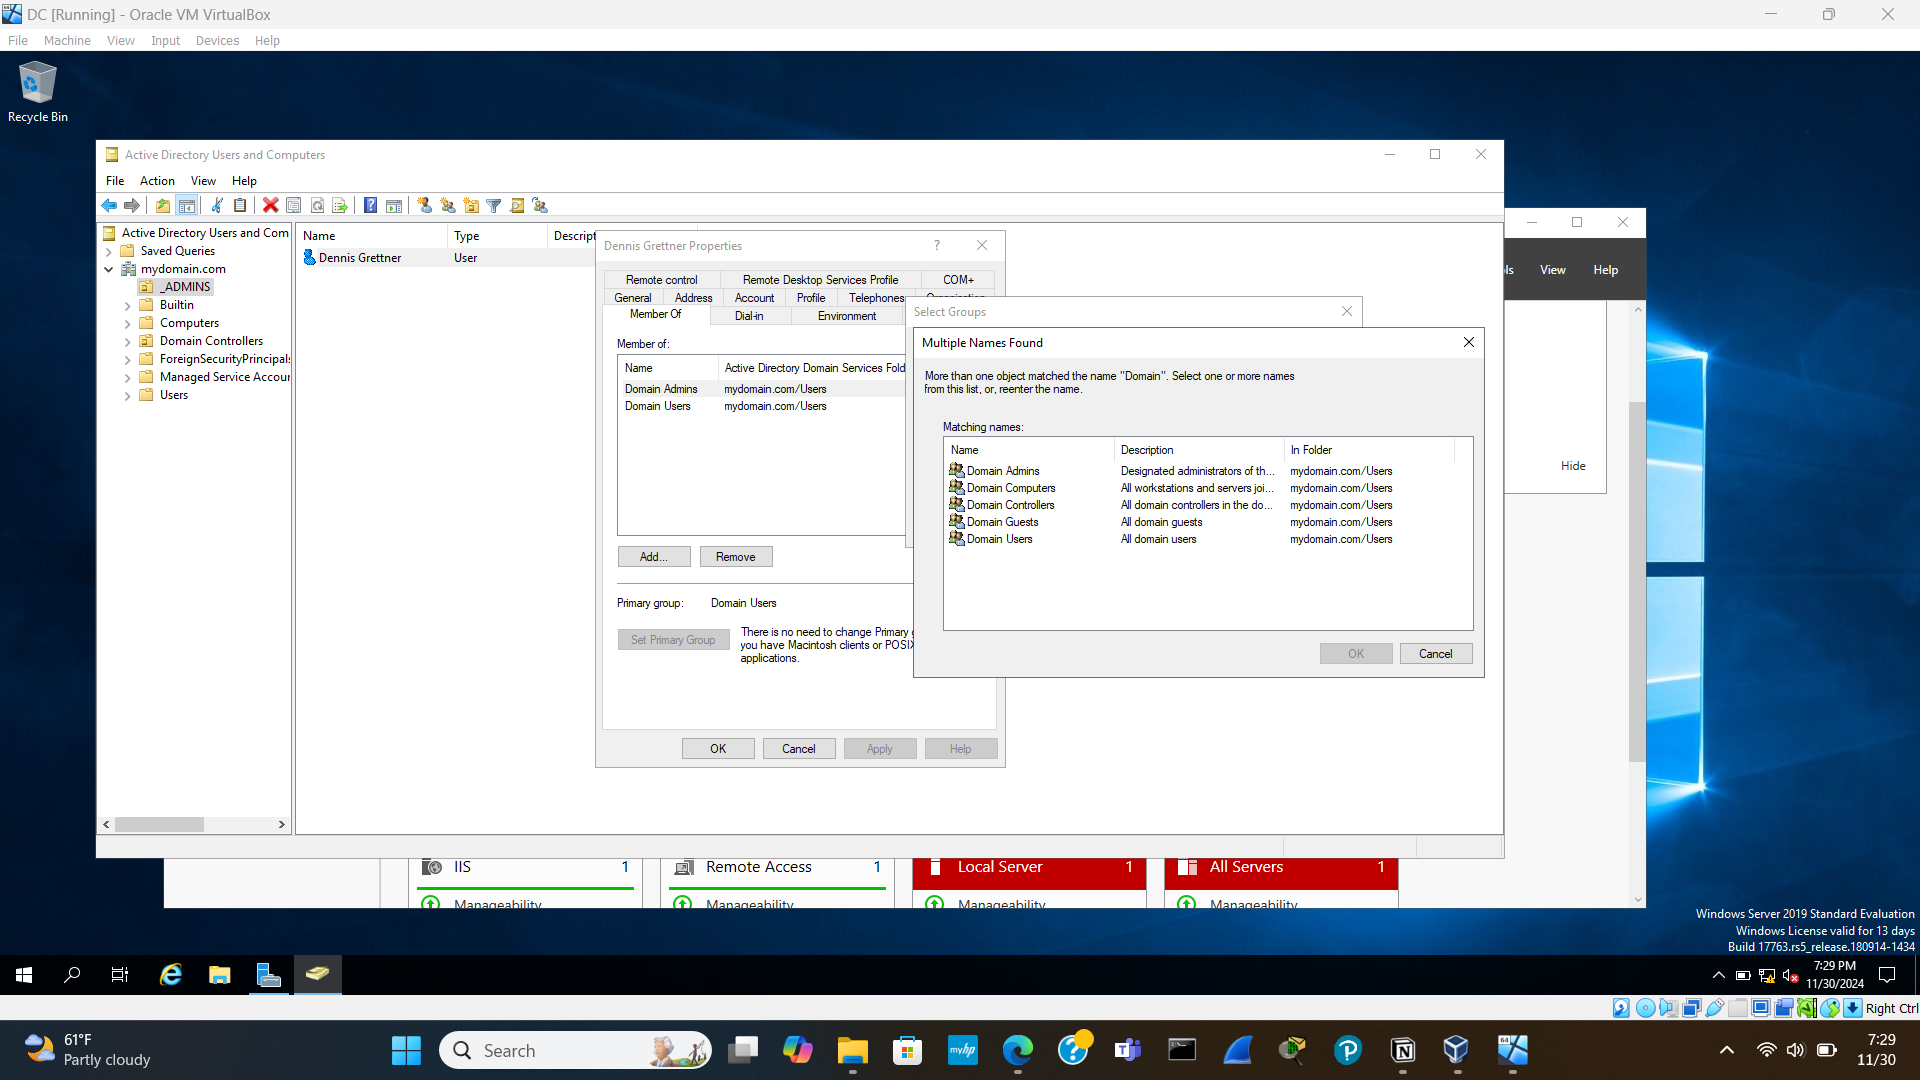 DC [Running] - Oracle VM VirtualBox
File Machine View Input Devices Help
Recycle Bin
Active Directory Users and Computers
File Action View Help
Active Directory Users and Com
Saved Queries
mydomain.com
_ADMINS
Builtin
Computers
Domain Controllers
ForeignSecurityPrincipals
Managed Service Accour
Users
Name Type Descript
Dennis Grettner User
Dennis Grettner Properties ?
Remote control Remote Desktop Services Profile COM+
General Address Account Profile Telephones Organization
Member Of Dial-in Environment
Member of:
Name Active Directory Domain Services Fold
Domain Admins mydomain.com/Users
Domain Users mydomain.com/Users
Add... Remove
Primary group: Domain Users
Set Primary Group
There is no need to change Primary g
you have Macintosh clients or POSIX
applications.
OK Cancel Apply Help
Select Groups
Multiple Names Found
More than one object matched the name "Domain". Select one or more names
from this list, or, reenter the name.
Matching names:
Name Description In Folder
Domain Admins Designated administrators of th... mydomain.com/Users
Domain Computers All workstations and servers joi... mydomain.com/Users
Domain Controllers All domain controllers in the do... mydomain.com/Users
Domain Guests All domain guests mydomain.com/Users
Domain Users All domain users mydomain.com/Users
OK Cancel
ls View Help
Hide
IIS 1
Remote Access 1
Local Server 1
All Servers 1
Manageability
Manageability
Manageability
Manageability
Windows Server 2019 Standard Evaluation
Windows License valid for 13 days
Build 17763.rs5_release.180914-1434
7:29 PM
11/30/2024
Right Ctrl
61°F
Partly cloudy
Search
myhp
64
7:29
11/30